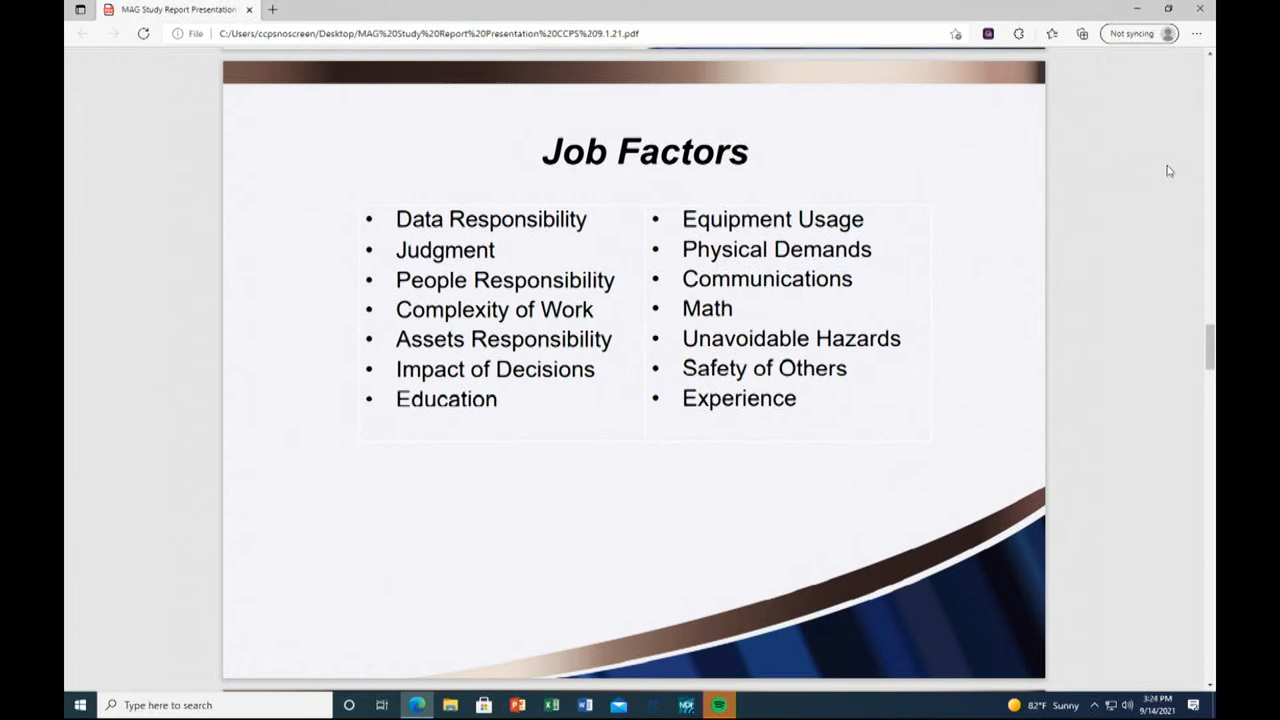 MAG Study Report Presentation
File
C:/Users/ccpsnoscreen/Desktop/MAG%20Study%20Report%20Presentation%20CCPS%209.1.21.pdf
Not syncing
Job Factors
• Data Responsibility
• Judgment
• People Responsibility
• Complexity of Work
• Assets Responsibility
• Impact of Decisions
• Education
• Equipment Usage
• Physical Demands
• Communications
• Math
• Unavoidable Hazards
• Safety of Others
• Experience
Type here to search
82°F Sunny
3:24 PM
9/14/2021